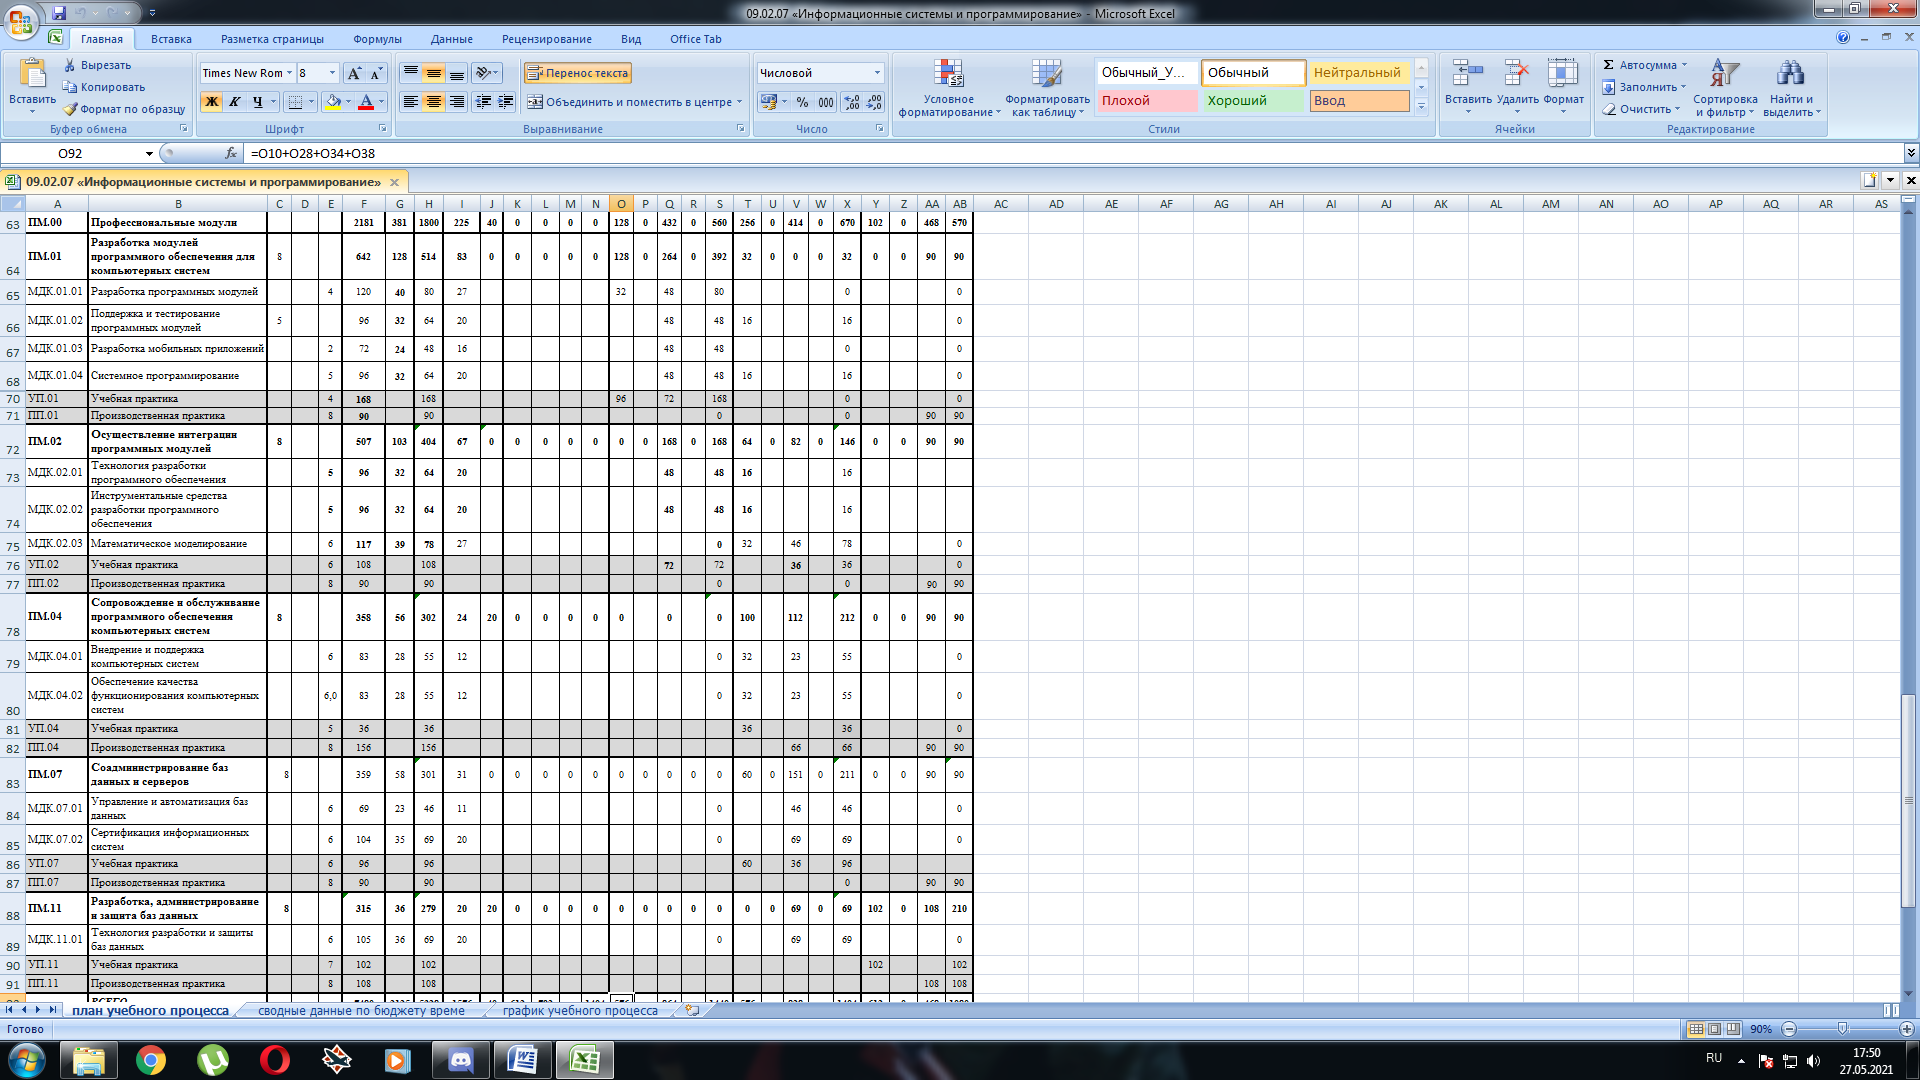 09.02.07 «Информационные системы и программирование» - Microsoft Excel
Главная Вставка Разметка страницы Формулы Данные Рецензирование Вид Office Tab
Вставить Вырезать Копировать Формат по образцу Буфер обмена
Times New Rom 8 Ж К Ч Шрифт
Перенос текста Объединить и поместить в центре Выравнивание
Числовой % 000 Число
Условное форматирование Форматировать как таблицу Обычный_У... Обычный Нейтральный Плохой Хороший Ввод Стили
Вставить Удалить Формат Ячейки
Автосумма Заполнить Очистить Сортировка и фильтр Найти и выделить Редактирование
O92 fx =O10+O28+O34+O38
09.02.07 «Информационные системы и программирование»
A B C D E F G H I J K L M N O P Q R S T U V W X Y Z AA AB AC AD AE AF AG AH AI AJ AK AL AM AN AO AP AQ AR AS
63 ПМ.00 Профессиональные модули 2181 381 1800 225 40 0 0 0 0 128 0 432 0 560 256 0 414 0 670 102 0 468 570
64 ПМ.01 Разработка модулей программного обеспечения для компьютерных систем 8 642 128 514 83 0 0 0 0 0 128 0 264 0 392 32 0 0 0 32 0 0 90 90
65 МДК.01.01 Разработка программных модулей 4 120 40 80 27 32 48 80 0 0
66 МДК.01.02 Поддержка и тестирование программных модулей 5 96 32 64 20 48 48 16 16 0
67 МДК.01.03 Разработка мобильных приложений 2 72 24 48 16 48 48 0 0
68 МДК.01.04 Системное программирование 5 96 32 64 20 48 48 16 16 0
70 УП.01 Учебная практика 4 168 168 96 72 168 0 0
71 ПП.01 Производственная практика 8 90 90 0 0 90 90
72 ПМ.02 Осуществление интеграции программных модулей 8 507 103 404 67 0 0 0 0 0 0 0 168 0 168 64 0 82 0 146 0 0 90 90
73 МДК.02.01 Технология разработки программного обеспечения 5 96 32 64 20 48 48 16 16
74 МДК.02.02 Инструментальные средства разработки программного обеспечения 5 96 32 64 20 48 48 16 16
75 МДК.02.03 Математическое моделирование 6 117 39 78 27 0 32 46 78 0
76 УП.02 Учебная практика 6 108 108 72 72 36 36 0
77 ПП.02 Производственная практика 8 90 90 0 0 90 90
78 ПМ.04 Сопровождение и обслуживание программного обеспечения компьютерных систем 8 358 56 302 24 20 0 0 0 0 0 0 0 100 112 212 0 0 90 90
79 МДК.04.01 Внедрение и поддержка компьютерных систем 6 83 28 55 12 0 32 23 55 0
80 МДК.04.02 Обеспечение качества функционирования компьютерных систем 6,0 83 28 55 12 0 32 23 55 0
81 УП.04 Учебная практика 5 36 36 36 36 0
82 ПП.04 Производственная практика 8 156 156 66 66 90 90
83 ПМ.07 Соадминистрирование баз данных и серверов 8 359 58 301 31 0 0 0 0 0 0 0 0 0 0 60 0 151 0 211 0 0 90 90
84 МДК.07.01 Управление и автоматизация баз данных 6 69 23 46 11 0 46 46 0
85 МДК.07.02 Сертификация информационных систем 6 104 35 69 20 0 69 69 0
86 УП.07 Учебная практика 6 96 96 60 36 96
87 ПП.07 Производственная практика 8 90 90 0 90 90
88 ПМ.11 Разработка, администрирование и защита баз данных 8 315 36 279 20 20 0 0 0 0 0 0 0 0 0 0 0 69 0 69 102 0 108 210
89 МДК.11.01 Технология разработки и защиты баз данных 6 105 36 69 20 0 69 69 0
90 УП.11 Учебная практика 7 102 102 102 102
91 ПП.11 Производственная практика 8 108 108 108 108
план учебного процесса сводные данные по бюджету време график учебного процесса
Готово 90%
RU 17:50
27.05.2021